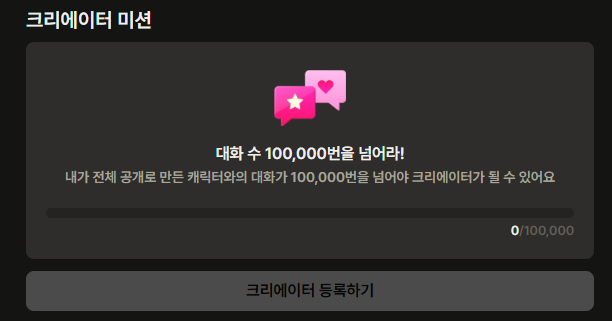 크리에이터 미션
대화 수 100,000번을 넘어라!
내가 전체 공개로 만든 캐릭터와의 대화가 100,000번을 넘어야 크리에이터가 될 수 있어요
0/100,000
크리에이터 등록하기